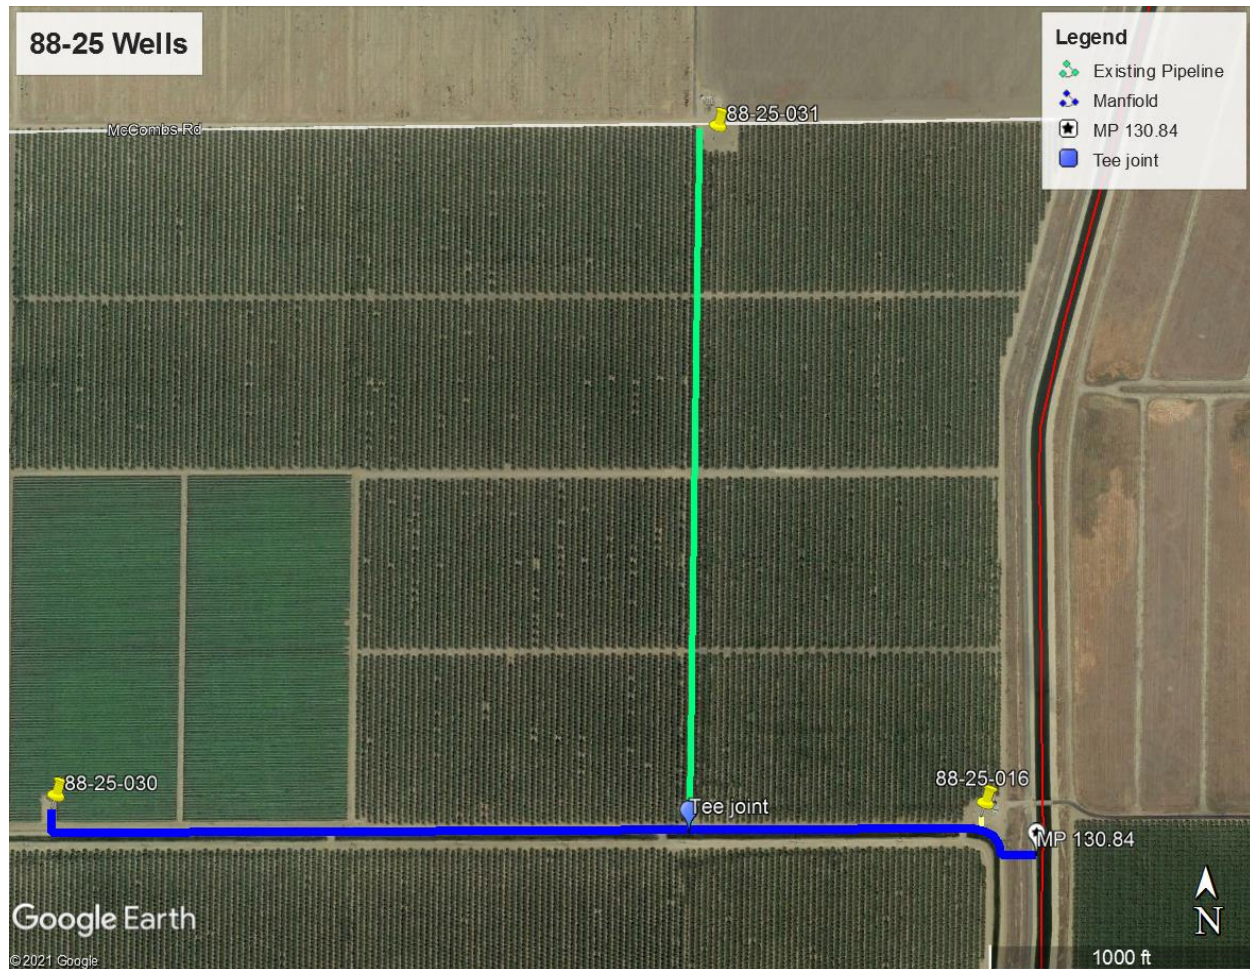 88-25 Wells
Legend
Existing Pipeline
Manfiold
MP 130.84
Tee joint
88-25-031
McCombs Rd
88-25-030
88-25-016
Tee joint
MP 130.84
Google Earth
N
©2021 Google
1000 ft